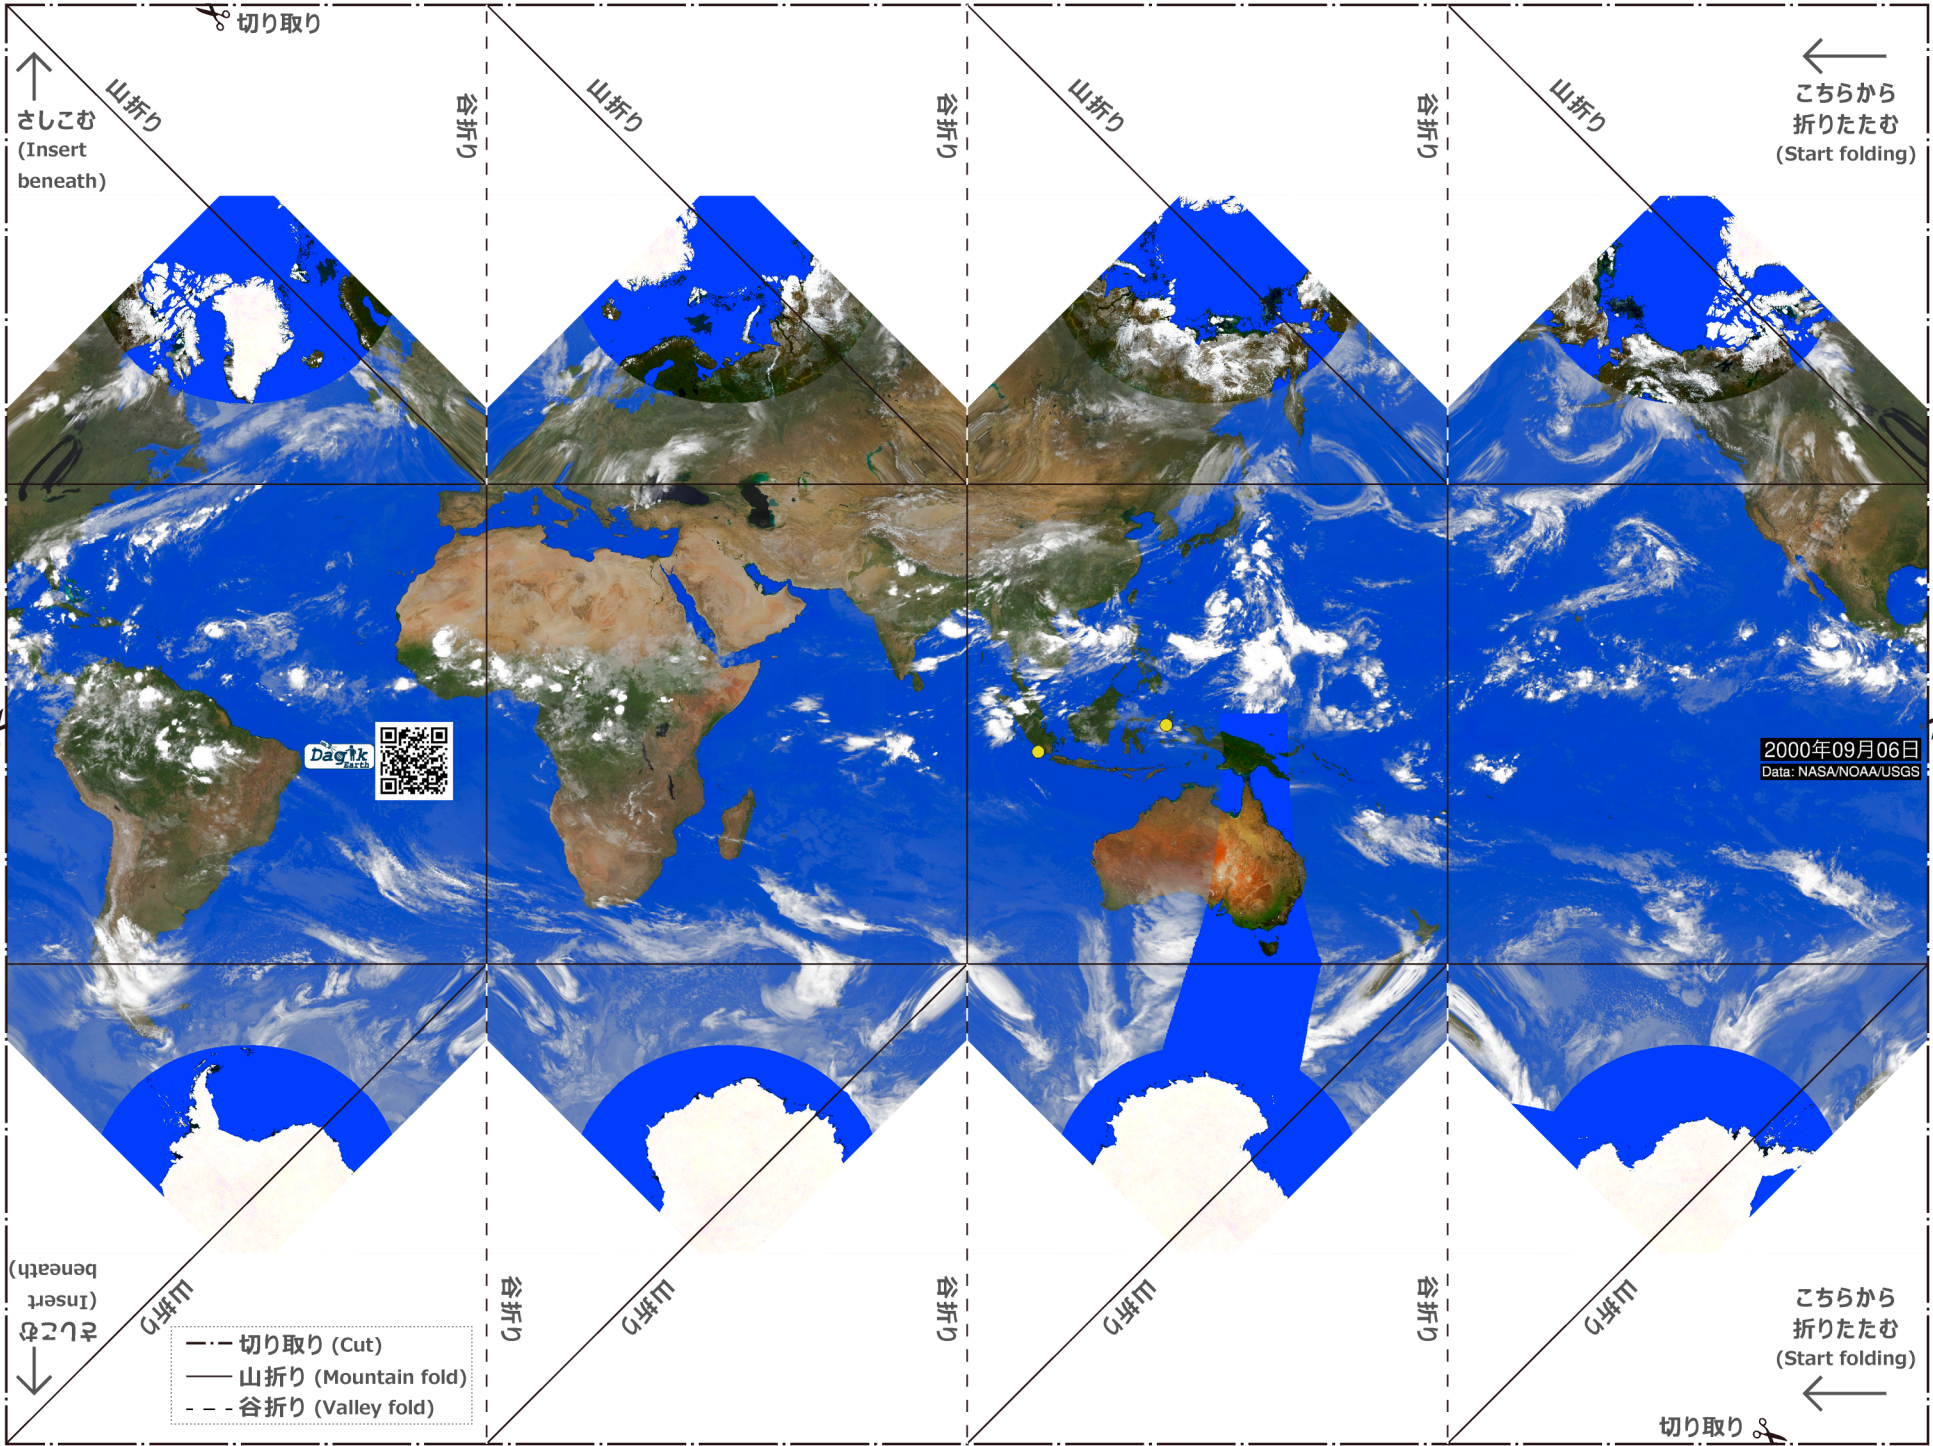 切り取り
山折り
谷折り
山折り
谷折り
山折り
谷折り
山折り
こちらから
折りたたむ
(Start folding)
さしこむ
(Insert
beneath)
Dagik
Earth
2000年09月06日
Data: NASA/NOAA/USGS
さしこむ
(Insert
beneath)
山折り
谷折り
山折り
谷折り
山折り
谷折り
山折り
こちらから
折りたたむ
(Start folding)
切り取り (Cut)
山折り (Mountain fold)
谷折り (Valley fold)
切り取り